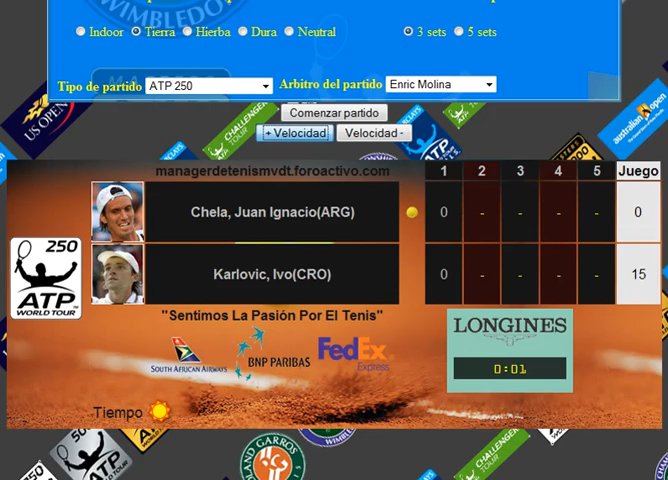 WIMBLEDON
Indoor Tierra Hierba Dura Neutral 3 sets 5 sets
Tipo de partido ATP 250 Arbitro del partido Enric Molina
Comenzar partido
+ Velocidad Velocidad -
US OPEN
CHALLENGER
ATP
australian open
managerdetenismvdt.foroactivo.com 1 2 3 4 5 Juego
Chela, Juan Ignacio(ARG) 0 - - - - 0
Karlovic, Ivo(CRO) 0 - - - - 15
250
ATP
WORLD TOUR
"Sentimos La Pasión Por El Tenis"
SOUTH AFRICAN AIRWAYS
BNP PARIBAS
FedEx
Express
LONGINES
0:01
Tiempo
ROLAND GARROS
CHALLENGER